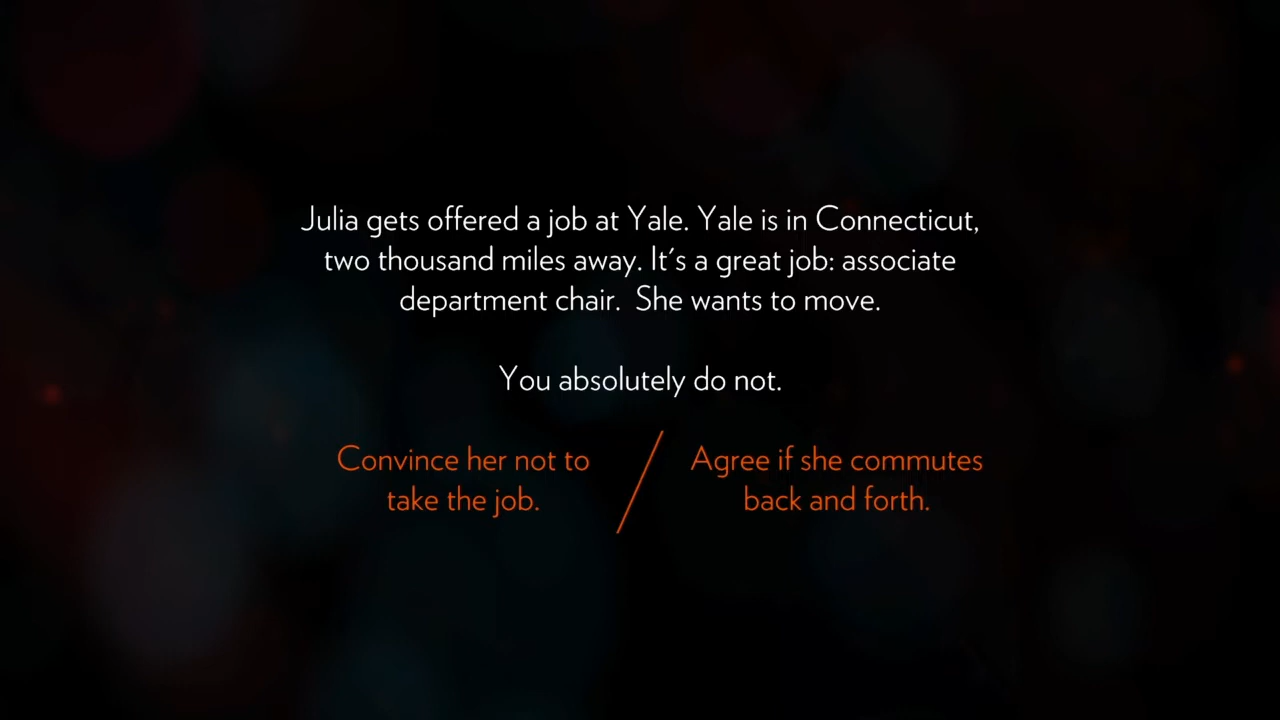 Julia gets offered a job at Yale. Yale is in Connecticut,
two thousand miles away. It's a great job: associate
department chair.  She wants to move.
You absolutely do not.
Convince her not to
take the job.
Agree if she commutes
back and forth.